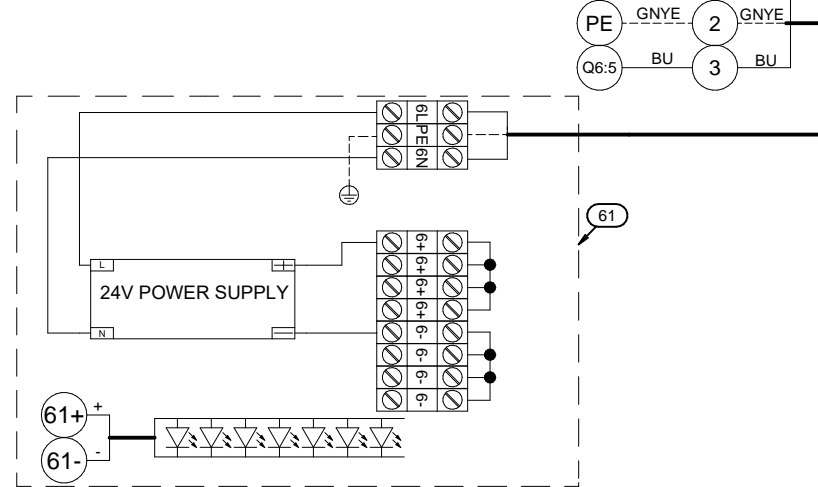 PE GNYE 2 GNYE
Q6:5 BU 3 BU
6L
PE
6N
61
6+
6+
6+
6+
6-
6-
6-
6-
L +
24V POWER SUPPLY
N -
61+ +
61- -